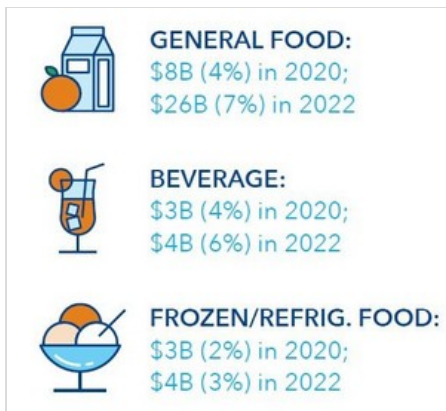 GENERAL FOOD:
$8B (4%) in 2020;
$26B (7%) in 2022
BEVERAGE:
$3B (4%) in 2020;
$4B (6%) in 2022
FROZEN/REFRIG. FOOD:
$3B (2%) in 2020;
$4B (3%) in 2022